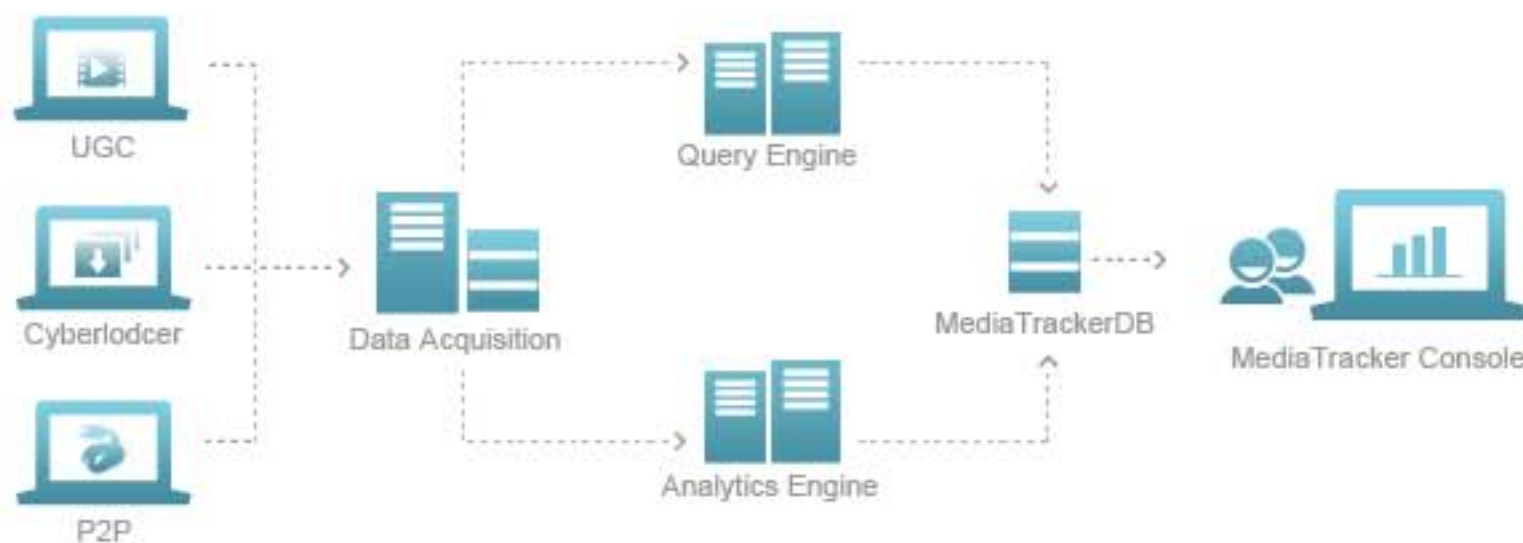 UGC
Query Engine
Cyberlodcer
Data Acquisition
MediaTrackerDB
MediaTracker Console
Analytics Engine
P2P